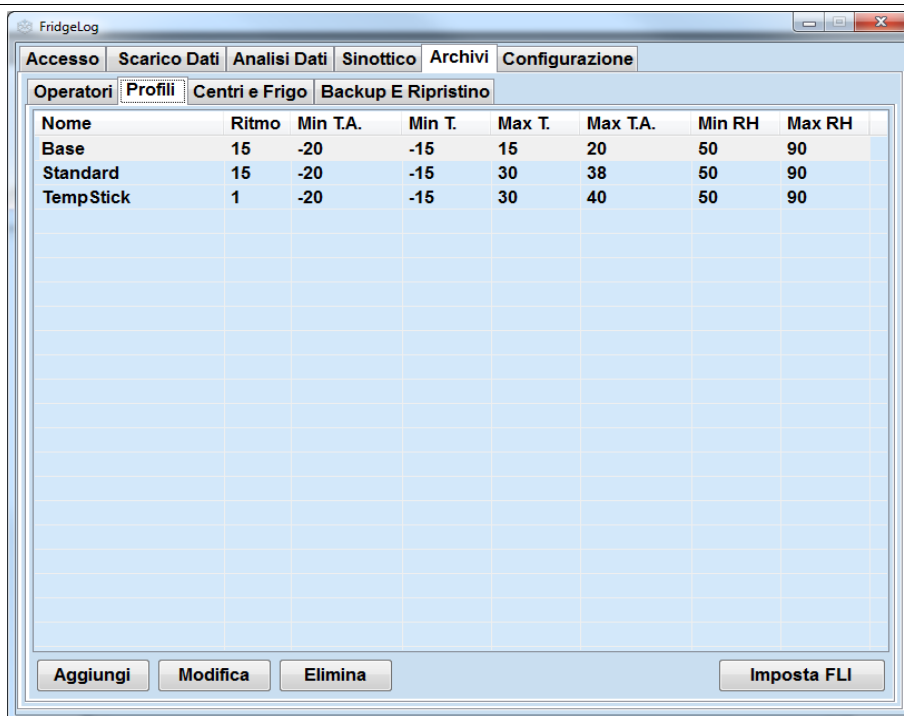 FridgeLog
Accesso Scarico Dati Analisi Dati Sinottico Archivi Configurazione
Operatori Profili Centri e Frigo Backup E Ripristino
Nome Ritmo Min T.A. Min T. Max T. Max T.A. Min RH Max RH
Base 15 -20 -15 15 20 50 90
Standard 15 -20 -15 30 38 50 90
TempStick 1 -20 -15 30 40 50 90
Aggiungi Modifica Elimina Imposta FLI